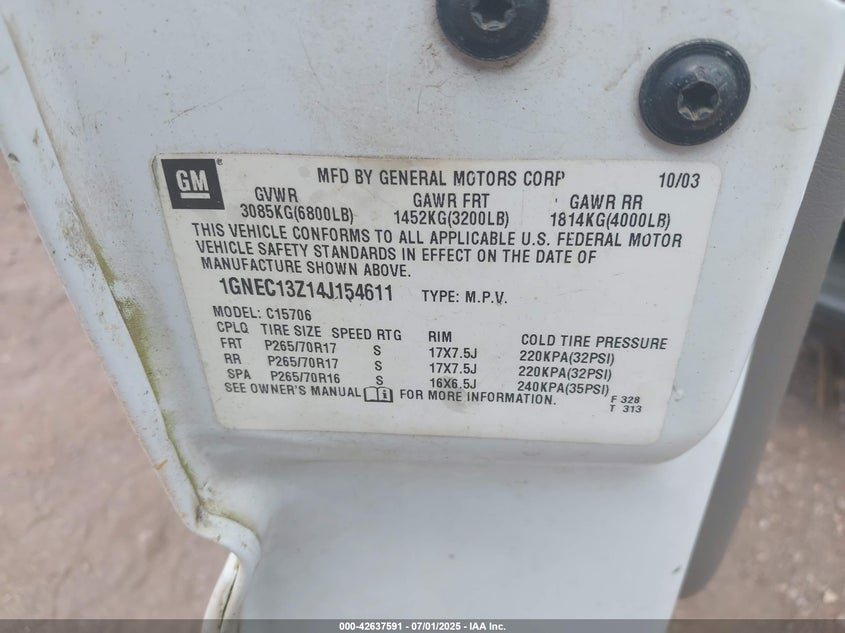 GM® MFD BY GENERAL MOTORS CORP 10/03
GVWR GAWR FRT GAWR RR
3085KG(6800LB) 1452KG(3200LB) 1814KG(4000LB)
THIS VEHICLE CONFORMS TO ALL APPLICABLE U.S. FEDERAL MOTOR
VEHICLE SAFETY STANDARDS IN EFFECT ON THE DATE OF
MANUFACTURE SHOWN ABOVE.
1GNEC13Z14J154611 TYPE: M.P.V.
MODEL: C15706
CPLQ TIRE SIZE SPEED RTG RIM COLD TIRE PRESSURE
FRT P265/70R17 S 17X7.5J 220KPA(32PSI)
RR P265/70R17 S 17X7.5J 220KPA(32PSI)
SPA P265/70R16 S 16X6.5J 240KPA(35PSI)
SEE OWNER'S MANUAL FOR MORE INFORMATION.
F 328
T 313
000-42637591 - 07/01/2025 - IAA Inc.